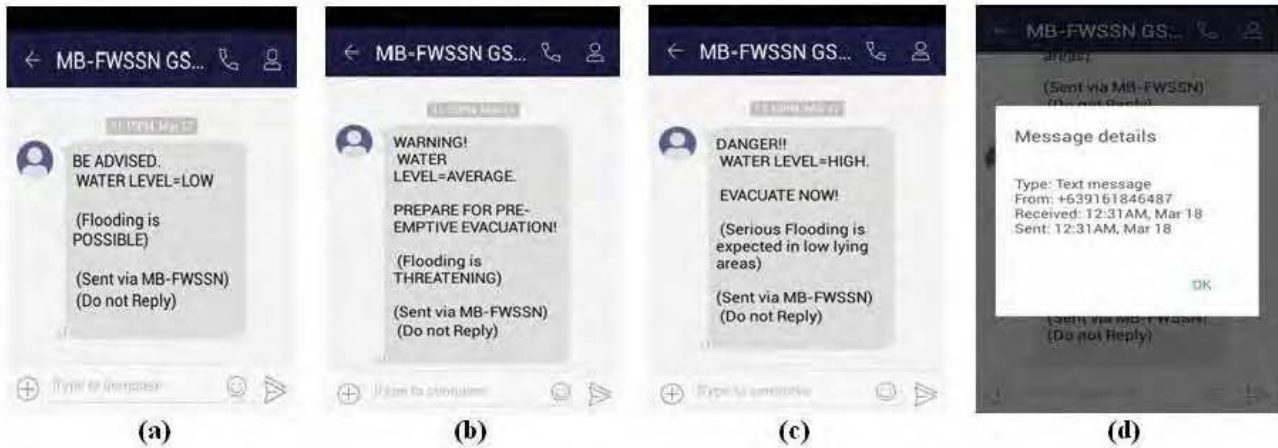 MB-FWSSN GS...
BE ADVISED.
WATER LEVEL=LOW
(Flooding is
POSSIBLE)
(Sent via MB-FWSSN)
(Do not Reply)
(a)
MB-FWSSN GS...
WARNING!
WATER
LEVEL=AVERAGE.
PREPARE FOR PRE-
EMPTIVE EVACUATION!
(Flooding is
THREATENING)
(Sent via MB-FWSSN)
(Do not Reply)
(b)
MB-FWSSN GS...
DANGER!!
WATER LEVEL=HIGH.
EVACUATE NOW!
(Serious Flooding is
expected in low lying
areas)
(Sent via MB-FWSSN)
(Do not Reply)
(c)
MB-FWSSN GS...
areas)
(Sent via MB-FWSSN)
(Do not Reply)
Message details
Type: Text message
From: +639161846487
Received: 12:31AM, Mar 18
Sent: 12:31AM, Mar 18
OK
(Sent via MB-FWSSN)
(Do not Reply)
(d)